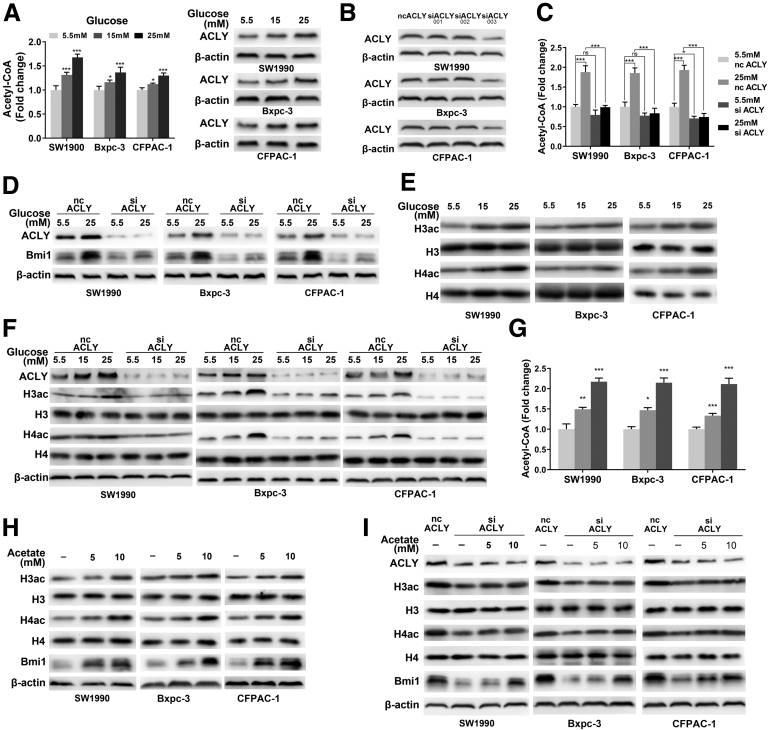 A
Glucose
5.5mM 15mM 25mM
Acetyl-CoA
(Fold change)
2.0
1.5
1.0
0.5
0.0
*** *** * *** * ***
SW1900 Bxpc-3 CFPAC-1
Glucose
(mM) 5.5 15 25
ACLY
β-actin
SW1990
ACLY
β-actin
Bxpc-3
ACLY
β-actin
CFPAC-1
B
ncACLY siACLY siACLY siACLY
001 002 003
ACLY
β-actin
SW1990
ACLY
β-actin
Bxpc-3
ACLY
β-actin
CFPAC-1
C
Acetyl-CoA (Fold change)
2.5
2.0
1.5
1.0
0.5
0.0
*** *** ***
ns ns *
*** *** ***
SW1990 Bxpc-3 CFPAC-1
5.5mM
nc ACLY
25mM
nc ACLY
5.5mM
si ACLY
25mM
si ACLY
D
nc si nc si nc si
ACLY ACLY ACLY ACLY ACLY ACLY
Glucose
(mM) 5.5 25 5.5 25 5.5 25 5.5 25 5.5 25 5.5 25
ACLY
Bmi1
β-actin
SW1990 Bxpc-3 CFPAC-1
E
Glucose
(mM) 5.5 15 25 5.5 15 25 5.5 15 25
H3ac
H3
H4ac
H4
SW1990 Bxpc-3 CFPAC-1
F
nc si nc si nc si
ACLY ACLY ACLY ACLY ACLY ACLY
Glucose
(mM) 5.5 15 25 5.5 15 25 5.5 15 25 5.5 15 25 5.5 15 25 5.5 15 25
ACLY
H3ac
H3
H4ac
H4
β-actin
SW1990 Bxpc-3 CFPAC-1
G
Acetyl-CoA (Fold change)
2.5
2.0
1.5
1.0
0.5
0.0
** *** * *** *** ***
SW1990 Bxpc-3 CFPAC-1
H
Acetate
(mM) – 5 10 – 5 10 – 5 10
H3ac
H3
H4ac
H4
Bmi1
β-actin
SW1990 Bxpc-3 CFPAC-1
I
nc si nc si nc si
ACLY ACLY ACLY ACLY ACLY ACLY
Acetate
(mM) – – 5 10 – – 5 10 – – 5 10
ACLY
H3ac
H3
H4ac
H4
Bmi1
β-actin
SW1990 Bxpc-3 CFPAC-1